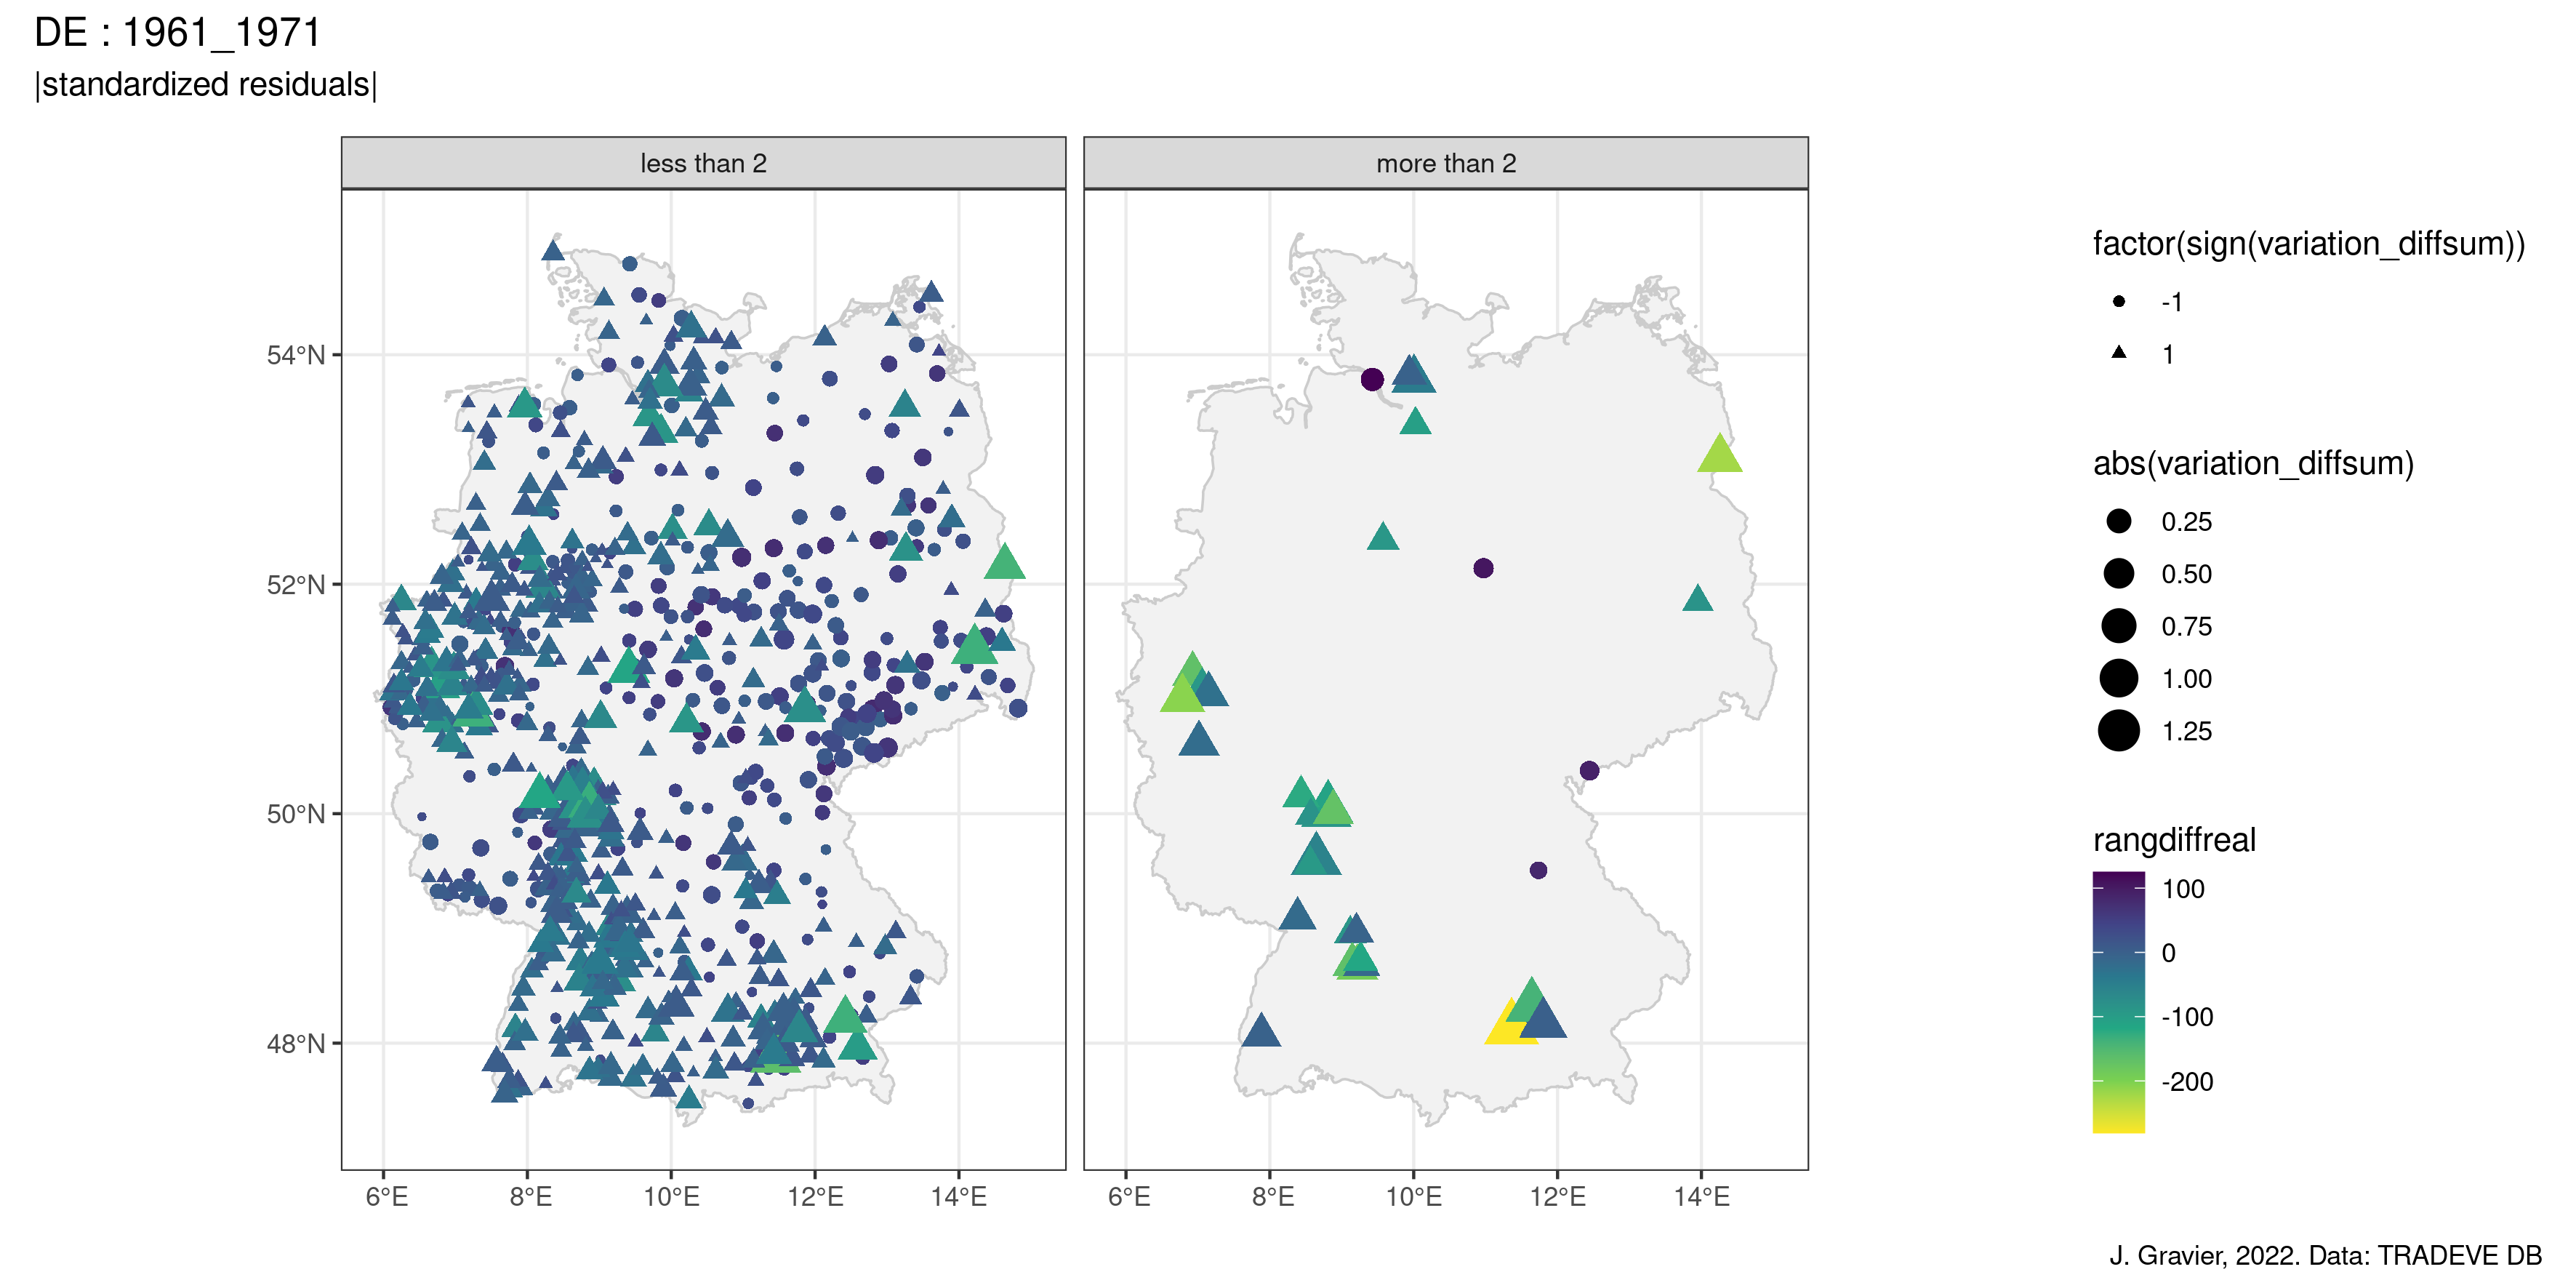 DE : 1961_1971
|standardized residuals|
less than 2
more than 2
54°N
52°N
50°N
48°N
6°E 8°E 10°E 12°E 14°E
6°E 8°E 10°E 12°E 14°E
factor(sign(variation_diffsum))
-1
1
abs(variation_diffsum)
0.25
0.50
0.75
1.00
1.25
rangdiffreal
100
0
-100
-200
J. Gravier, 2022. Data: TRADEVE DB